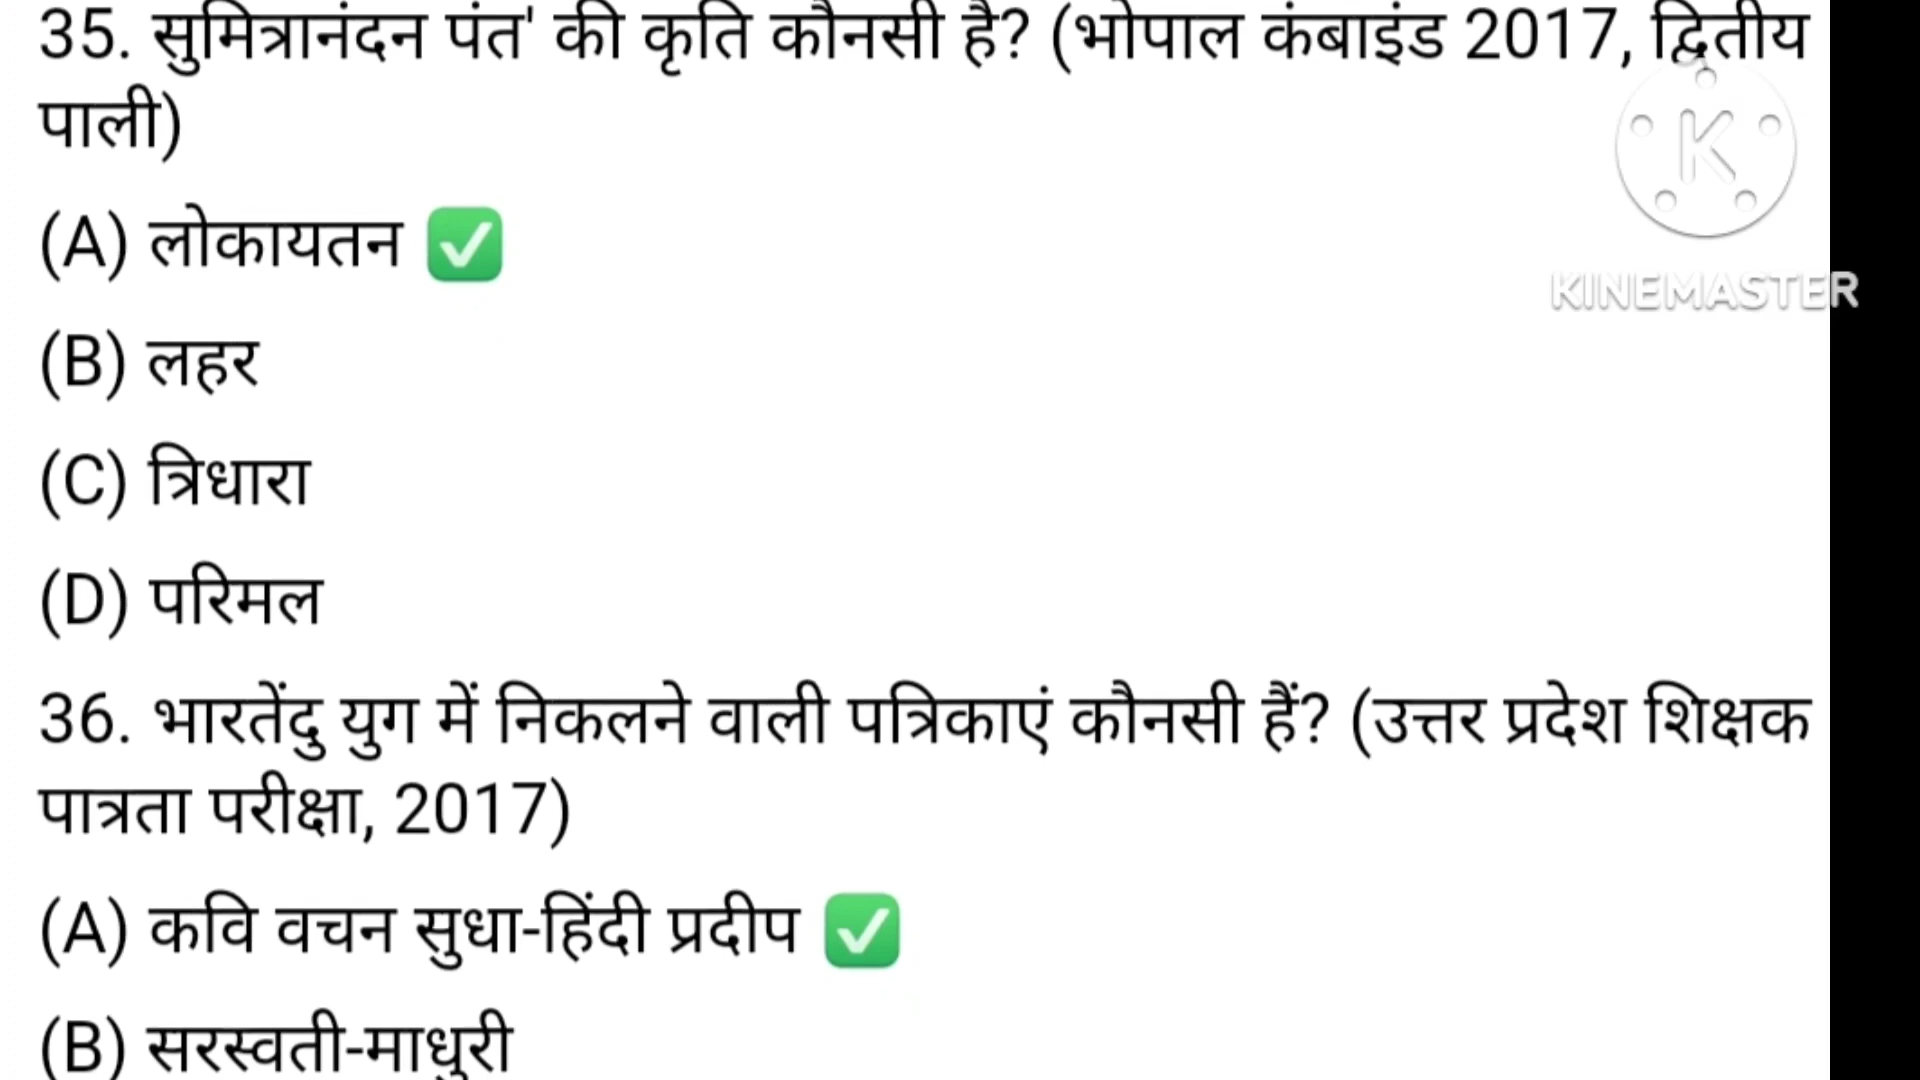 35. सुमित्रानंदन पंत' की कृति कौनसी है? (भोपाल कंबाइंड 2017, द्वितीय
पाली)
(A) लोकायतन ✅
(B) लहर
(C) त्रिधारा
(D) परिमल
36. भारतेंदु युग में निकलने वाली पत्रिकाएं कौनसी हैं? (उत्तर प्रदेश शिक्षक
पात्रता परीक्षा, 2017)
(A) कवि वचन सुधा-हिंदी प्रदीप ✅
(B) सरस्वती-माधुरी
K
KINEMASTER